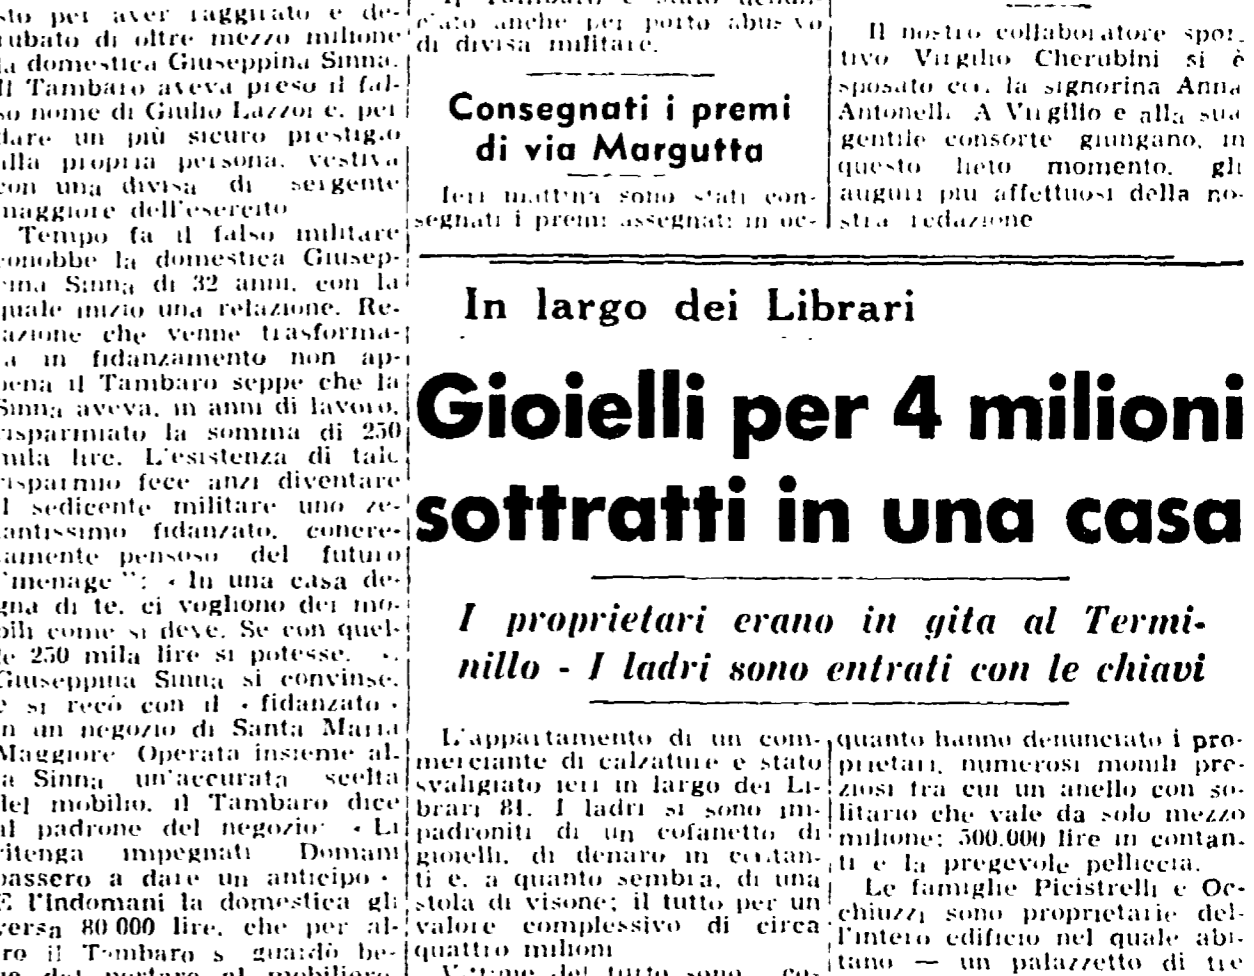 sto per aver raggirato e de-
rubato di oltre mezzo milione
la domestica Giuseppina Sinna.
Il Tambaro aveva preso il fal-
so nome di Giulio Lazzoi e, per
dare un più sicuro prestigio
alla propria persona, vestiva
con una divisa di sergente
maggiore dell'esercito
Tempo fa il falso militare
conobbe la domestica Giusep-
pina Sinna di 32 anni, con la
quale iniziò una relazione. Re-
lazione che venne trasforma-
ta in fidanzamento non ap-
pena il Tambaro seppe che la
Sinna aveva, in anni di lavoro,
risparmiato la somma di 250
mila lire. L'esistenza di tale
risparmio fece anzi diventare
il sedicente militare uno ze-
lantissimo fidanzato, concre-
tamente pensoso del futuro
"menage": « In una casa de-
gna di te, ci vogliono dei mo-
bili come si deve. Se con quel-
le 250 mila lire si potesse.
Giuseppina Sinna si convinse,
e si recò con il « fidanzato »
in un negozio di Santa Maria
Maggiore Operata insieme al-
la Sinna un'accurata scelta
del mobilio, il Tambaro dice
al padrone del negozio: « Li
ritenga impegnati Domani
passerò a dare un anticipo »
E l'indomani la domestica gli
versa 80 000 lire, che per al-
tro il Tambaro s guardò be-
ne dal portare al mobiliere.
Il Tambaro è stato denun-
ciato anche per porto abusivo
di divisa militare.
Consegnati i premi
di via Margutta
Ieri mattina sono stati con-
segnati i premi assegnati in oc-
Il nostro collaboratore spor-
tivo Virgilio Cherubini si è
sposato con la signorina Anna
Antonelli. A Virgilio e alla sua
gentile consorte giungano, in
questo lieto momento, gli
auguri più affettuosi della no-
stra redazione
In largo dei Librari
Gioielli per 4 milioni
sottratti in una casa
I proprietari erano in gita al Termi-
nillo - I ladri sono entrati con le chiavi
L'appartamento di un com-
merciante di calzature è stato
svaligiato ieri in largo dei Li-
brari 81. I ladri si sono im-
padroniti di un cofanetto di
gioielli, di denaro in contan-
ti e, a quanto sembra, di una
stola di visone; il tutto per un
valore complessivo di circa
quattro milioni
Vittime del furto sono
quanto hanno denunciato i pro-
prietari, numerosi monili pre-
ziosi fra cui un anello con so-
litario che vale da solo mezzo
milione; 500.000 lire in contan-
ti e la pregevole pelliccia.
Le famiglie Picistrelli e Oc-
chiuzzi sono proprietarie del-
l'intero edificio nel quale abi-
tano — un palazzetto di tre